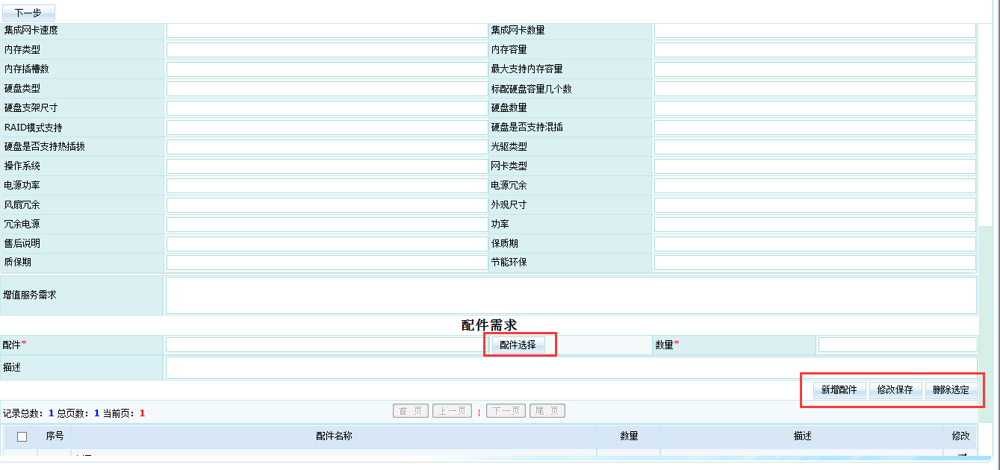 下一步
集成网卡速度 集成网卡数量
内存类型 内存容量
内存插槽数 最大支持内存容量
硬盘类型 标配硬盘容量几个数
硬盘支架尺寸 硬盘数量
RAID模式支持 硬盘是否支持混插
硬盘是否支持热插拔 光驱类型
操作系统 网卡类型
电源功率 电源冗余
风扇冗余 外观尺寸
冗余电源 功率
售后说明 保质期
质保期 节能环保
增值服务需求
配件需求
配件* 配件选择 数量*
描述
新增配件 修改保存 删除选定
记录总数: 1 总页数: 1 当前页: 1 首 页 上一页 ¦ 下一页 尾 页
序号 配件名称 数量 描述 修改